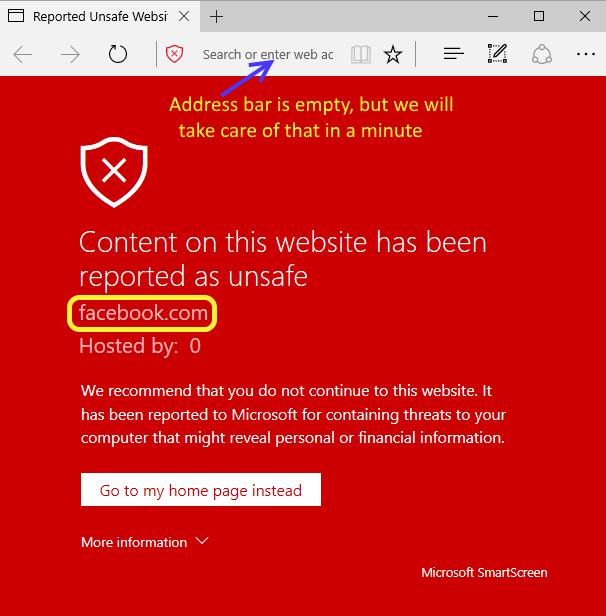 Reported Unsafe Websit
Search or enter web ac
Address bar is empty, but we will
take care of that in a minute
Content on this website has been
reported as unsafe
facebook.com
Hosted by: 0
We recommend that you do not continue to this website. It
has been reported to Microsoft for containing threats to your
computer that might reveal personal or financial information.
Go to my home page instead
More information
Microsoft SmartScreen